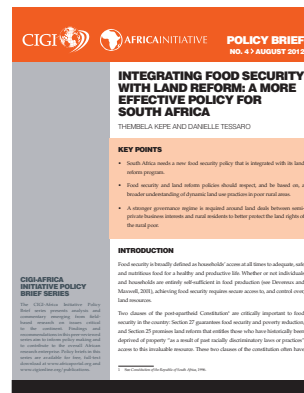 CIGI
AFRICAINITIATIVE
POLICY BRIEF
NO. 4 > AUGUST 2012
INTEGRATING FOOD SECURITY
WITH LAND REFORM: A MORE
EFFECTIVE POLICY FOR
SOUTH AFRICA
THEMBELA KEPE AND DANIELLE TESSARO
KEY POINTS
• South Africa needs a new food security policy that is integrated with its land
reform program.
• Food security and land reform policies should respect, and be based on, a
broader understanding of dynamic land use practices in poor rural areas.
• A stronger governance regime is required around land deals between semi-
private business interests and rural residents to better protect the land rights of
the rural poor.
INTRODUCTION
Food security is broadly defined as households' access at all times to adequate, safe
and nutritious food for a healthy and productive life. Whether or not individuals
and households are entirely self-sufficient in food production (see Devereux and
Maxwell, 2001), achieving food security requires secure access to, and control over,
land resources.
Two clauses of the post-apartheid Constitution¹ are critically important to food
security in the country: Section 27 guarantees food security and poverty reduction,
and Section 25 promises land reform that entitles those who have historically been
deprived of property "as a result of past racially discriminatory laws or practices"
access to this invaluable resource. These two clauses of the constitution often have
1 See Constitution of the Republic of South Africa, 1996.
CIGI-AFRICA
INITIATIVE POLICY
BRIEF SERIES
The CIGI-Africa Initiative Policy
Brief series presents analysis and
commentary emerging from field-
based research on issues critical
to the continent. Findings and
recommendations in this peer-reviewed
series aim to inform policy making and
to contribute to the overall African
research enterprise. Policy briefs in this
series are available for free, full-text
download at www.africaportal.org and
www.cigionline.org/publications.